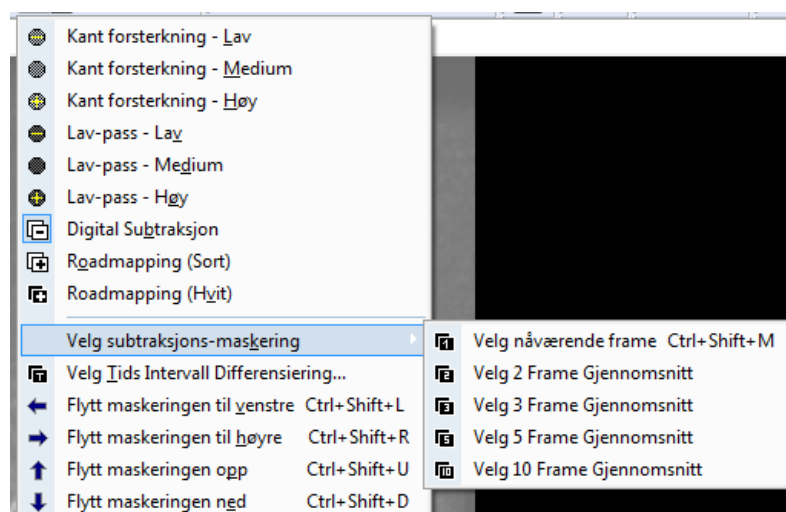 Kant forsterkning - Lav
Kant forsterkning - Medium
Kant forsterkning - Høy
Lav-pass - Lav
Lav-pass - Medium
Lav-pass - Høy
Digital Subtraksjon
Roadmapping (Sort)
Roadmapping (Hvit)
Velg subtraksjons-maskering
Velg Tids Intervall Differensiering...
Flytt maskeringen til venstre Ctrl+Shift+L
Flytt maskeringen til høyre Ctrl+Shift+R
Flytt maskeringen opp Ctrl+Shift+U
Flytt maskeringen ned Ctrl+Shift+D
Velg nåværende frame Ctrl+Shift+M
Velg 2 Frame Gjennomsnitt
Velg 3 Frame Gjennomsnitt
Velg 5 Frame Gjennomsnitt
Velg 10 Frame Gjennomsnitt